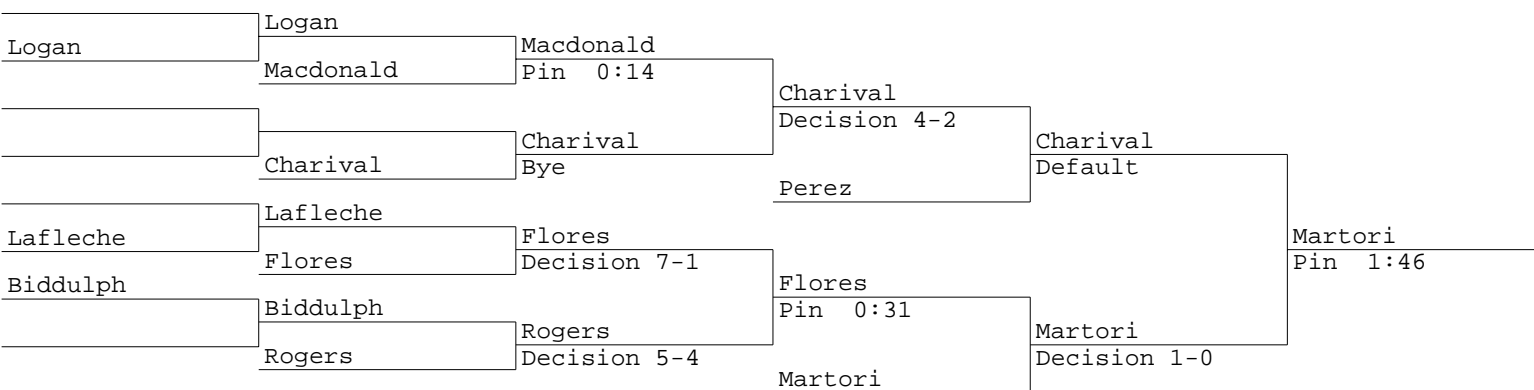 Logan
Logan
Macdonald
Macdonald
Pin 0:14
Charival
Decision 4-2
Charival
Charival
Bye
Charival
Default
Perez
Lafleche
Lafleche
Flores
Flores
Decision 7-1
Martori
Pin 1:46
Biddulph
Biddulph
Flores
Pin 0:31
Rogers
Rogers
Decision 5-4
Martori
Decision 1-0
Martori